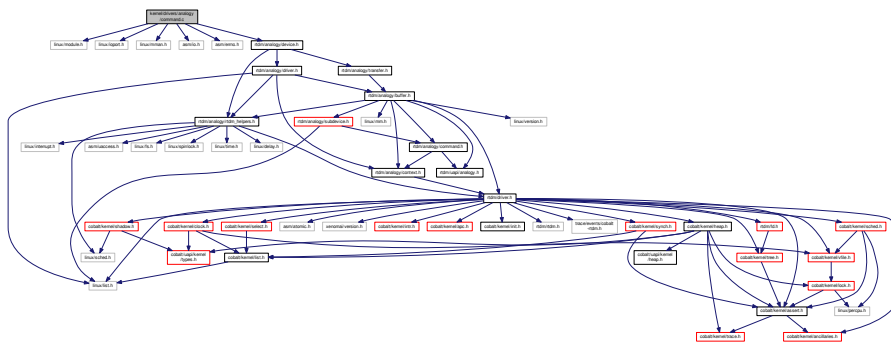 kernel/drivers/analogy
/command.c
linux/module.h
linux/ioport.h
linux/mman.h
asm/io.h
asm/errno.h
rtdm/analogy/device.h
rtdm/analogy/driver.h
rtdm/analogy/transfer.h
rtdm/analogy/buffer.h
rtdm/analogy/rtdm_helpers.h
rtdm/analogy/subdevice.h
linux/mm.h
linux/version.h
linux/interrupt.h
asm/uaccess.h
linux/fs.h
linux/spinlock.h
linux/time.h
linux/delay.h
rtdm/analogy/command.h
rtdm/analogy/context.h
rtdm/uapi/analogy.h
rtdm/driver.h
cobalt/kernel/shadow.h
cobalt/kernel/clock.h
cobalt/kernel/select.h
asm/atomic.h
xenomai/version.h
cobalt/kernel/intr.h
cobalt/kernel/apc.h
cobalt/kernel/init.h
rtdm/rtdm.h
trace/events/cobalt
-rtdm.h
cobalt/kernel/synch.h
cobalt/kernel/heap.h
rtdm/fd.h
cobalt/kernel/sched.h
linux/sched.h
cobalt/uapi/kernel
/types.h
cobalt/kernel/list.h
cobalt/uapi/kernel
/heap.h
cobalt/kernel/tree.h
cobalt/kernel/vfile.h
linux/list.h
cobalt/kernel/lock.h
cobalt/kernel/assert.h
linux/percpu.h
cobalt/kernel/trace.h
cobalt/kernel/ancillaries.h